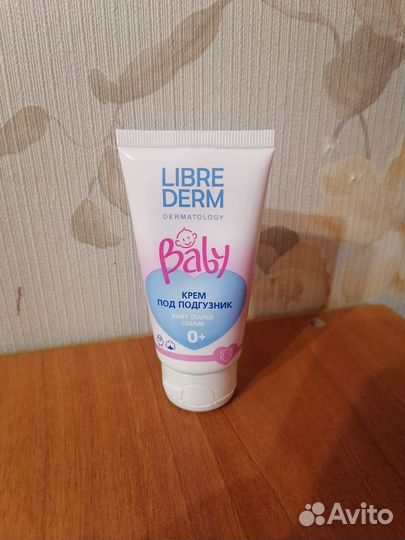 LIBRE
DERM
DERMATOLOGY
Baby
КРЕМ
ПОД ПОДГУЗНИК
BABY DIAPER
CREAM
0+
Avito